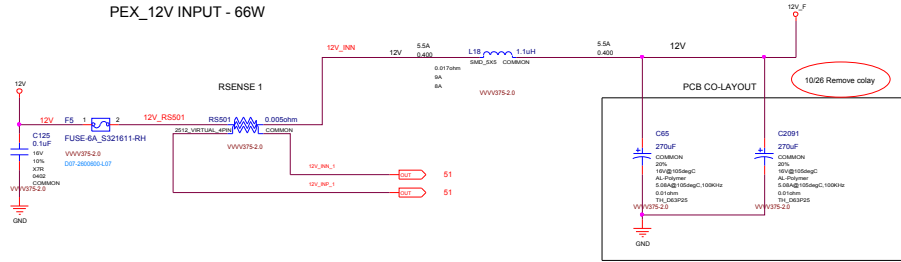 PEX_12V INPUT - 66W
12V_F
12V_INN
12V
5.5A
0.400
L18
1.1uH
SMD_5X5
COMMON
5.5A
0.400
12V
0.017ohm
9A
8A
VVVV375-2.0
10/26 Remove colay
12V
RSENSE 1
PCB CO-LAYOUT
12V
F5
1
2
12V_RS501
RS501
0.005ohm
FUSE-6A_S321611-RH
2512_VIRTUAL_4PIN
COMMON
VVVV375-2.0
VVVV375-2.0
D07-2600800-L07
C125
0.1uF
16V
10%
X7R
0402
VVVV375-2.0
COMMON
GND
12V_INN_1
OUT
51
12V_INP_1
OUT
51
C65
270uF
COMMON
20%
16V@105degC
AL-Polymer
5.08A@105degC,100KHz
0.01ohm
TH_D63P25
VVVV375-2.0
GND
C2091
270uF
COMMON
20%
16V@105degC
AL-Polymer
5.08A@105degC,100KHz
0.01ohm
TH_D63P25
VVVV375-2.0